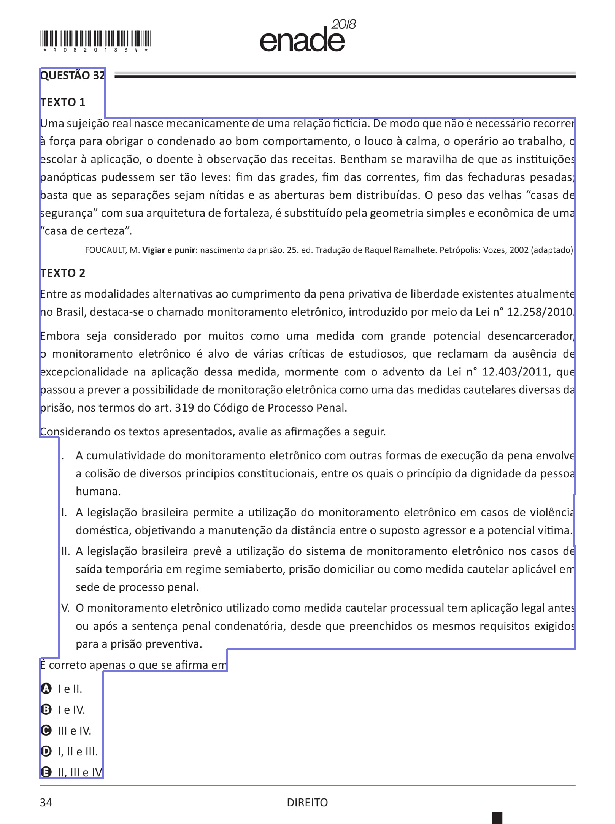 *R08201834*
enade 2018
QUESTÃO 32
TEXTO 1
Uma sujeição real nasce mecanicamente de uma relação fictícia. De modo que não é necessário recorrer
à força para obrigar o condenado ao bom comportamento, o louco à calma, o operário ao trabalho, o
escolar à aplicação, o doente à observação das receitas. Bentham se maravilha de que as instituições
panópticas pudessem ser tão leves: fim das grades, fim das correntes, fim das fechaduras pesadas;
basta que as separações sejam nítidas e as aberturas bem distribuídas. O peso das velhas “casas de
segurança” com sua arquitetura de fortaleza, é substituído pela geometria simples e econômica de uma
“casa de certeza”.
FOUCAULT, M. Vigiar e punir: nascimento da prisão. 25. ed. Tradução de Raquel Ramalhete. Petrópolis: Vozes, 2002 (adaptado)
TEXTO 2
Entre as modalidades alternativas ao cumprimento da pena privativa de liberdade existentes atualmente
no Brasil, destaca-se o chamado monitoramento eletrônico, introduzido por meio da Lei n° 12.258/2010.
Embora seja considerado por muitos como uma medida com grande potencial desencarcerador,
o monitoramento eletrônico é alvo de várias críticas de estudiosos, que reclamam da ausência de
excepcionalidade na aplicação dessa medida, mormente com o advento da Lei n° 12.403/2011, que
passou a prever a possibilidade de monitoração eletrônica como uma das medidas cautelares diversas da
prisão, nos termos do art. 319 do Código de Processo Penal.
Considerando os textos apresentados, avalie as afirmações a seguir.
. A cumulatividade do monitoramento eletrônico com outras formas de execução da pena envolve
a colisão de diversos princípios constitucionais, entre os quais o princípio da dignidade da pessoa
humana.
I. A legislação brasileira permite a utilização do monitoramento eletrônico em casos de violência
doméstica, objetivando a manutenção da distância entre o suposto agressor e a potencial vítima.
II. A legislação brasileira prevê a utilização do sistema de monitoramento eletrônico nos casos de
saída temporária em regime semiaberto, prisão domiciliar ou como medida cautelar aplicável em
sede de processo penal.
V. O monitoramento eletrônico utilizado como medida cautelar processual tem aplicação legal antes
ou após a sentença penal condenatória, desde que preenchidos os mesmos requisitos exigidos
para a prisão preventiva.
É correto apenas o que se afirma em
A I e II.
B I e IV.
C III e IV.
D I, II e III.
E II, III e IV
34
DIREITO